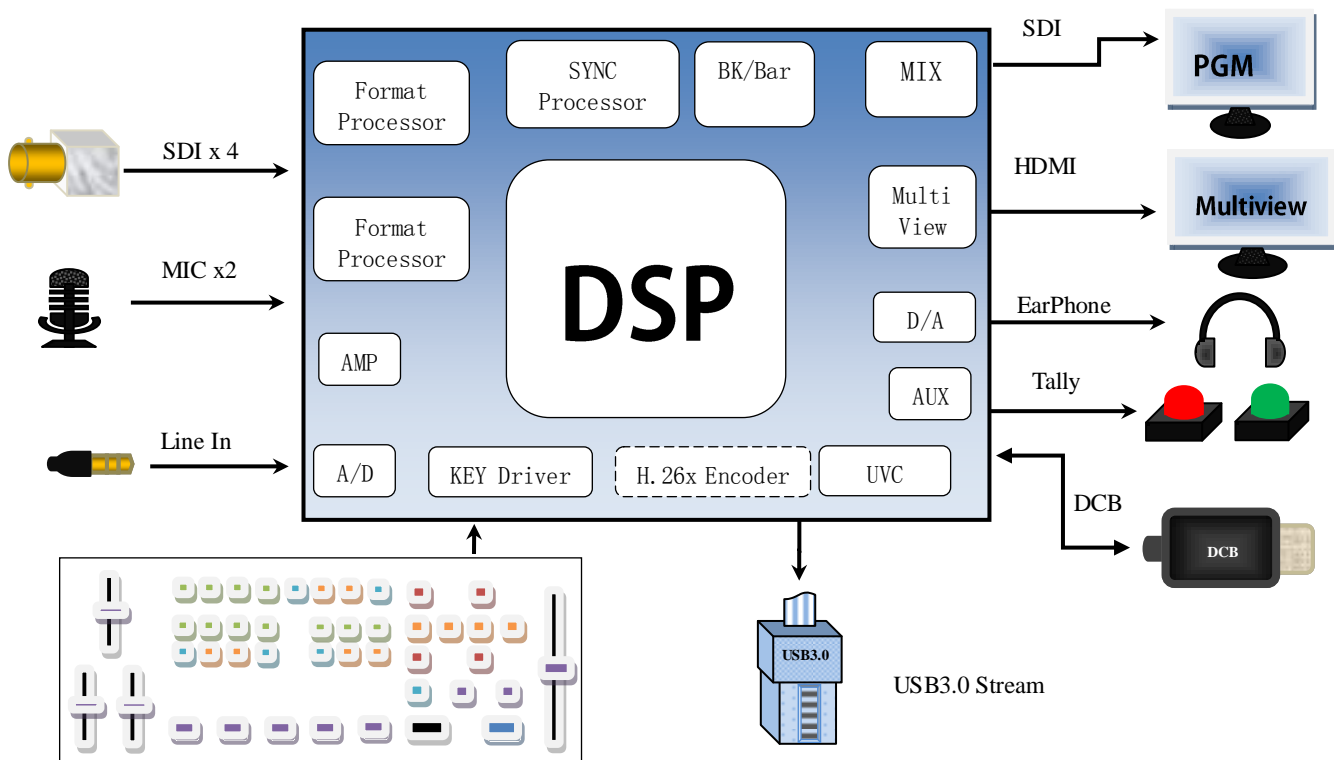 SDI
SYNC
Processor
BK/Bar
MIX
PGM
Format
Processor
SDI x 4
HDMI
Multi
View
Multiview
Format
Processor
MIC x2
DSP
EarPhone
D/A
AMP
Tally
AUX
Line In
A/D
KEY Driver
H.26x Encoder
UVC
DCB
DCB
USB3.0
USB3.0 Stream